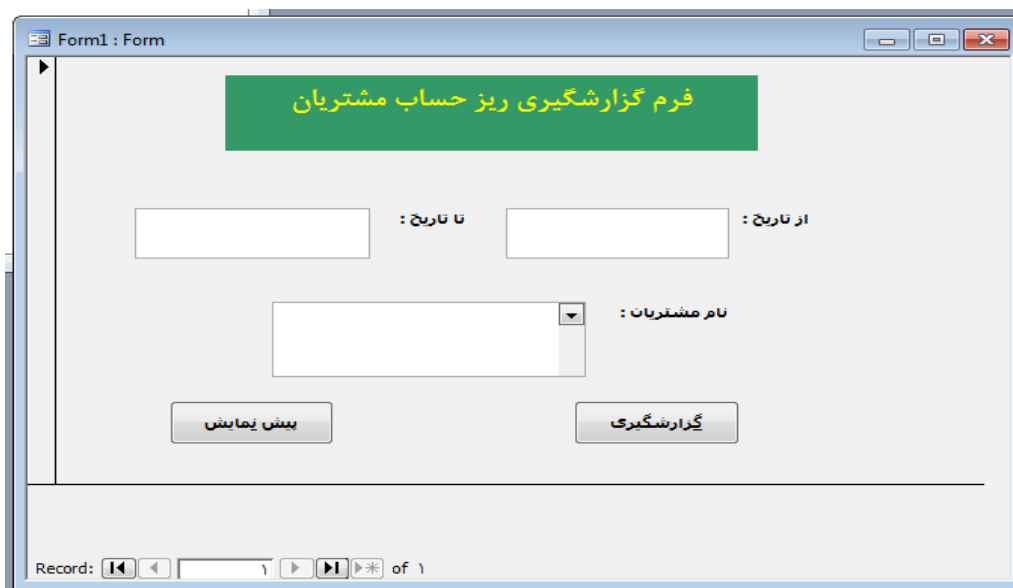 Form1 : Form
فرم گزارشگیری ریز حساب مشتریان
از تاریخ :
تا تاریخ :
نام مشتریان :
گزارشگیری
پیش نمایش
Record: ۱ of ۱